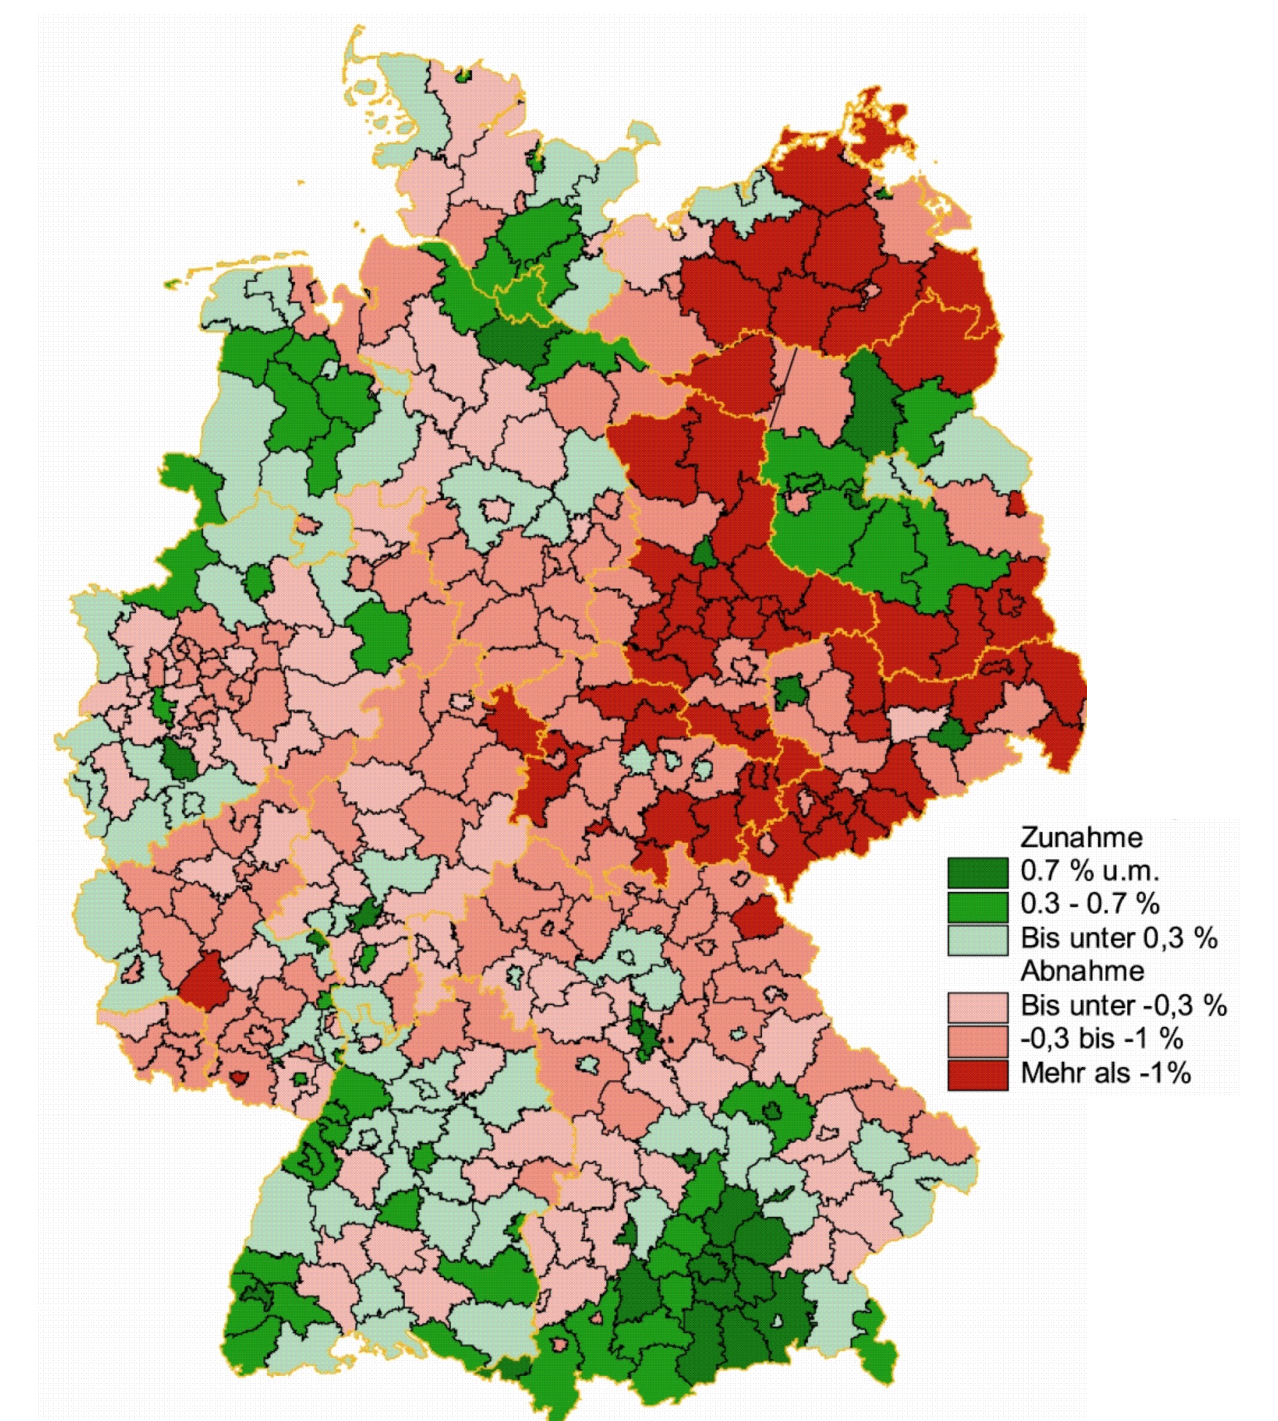 Zunahme
0.7 % u.m.
0.3 - 0.7 %
Bis unter 0,3 %
Abnahme
Bis unter -0,3 %
-0,3 bis -1 %
Mehr als -1%